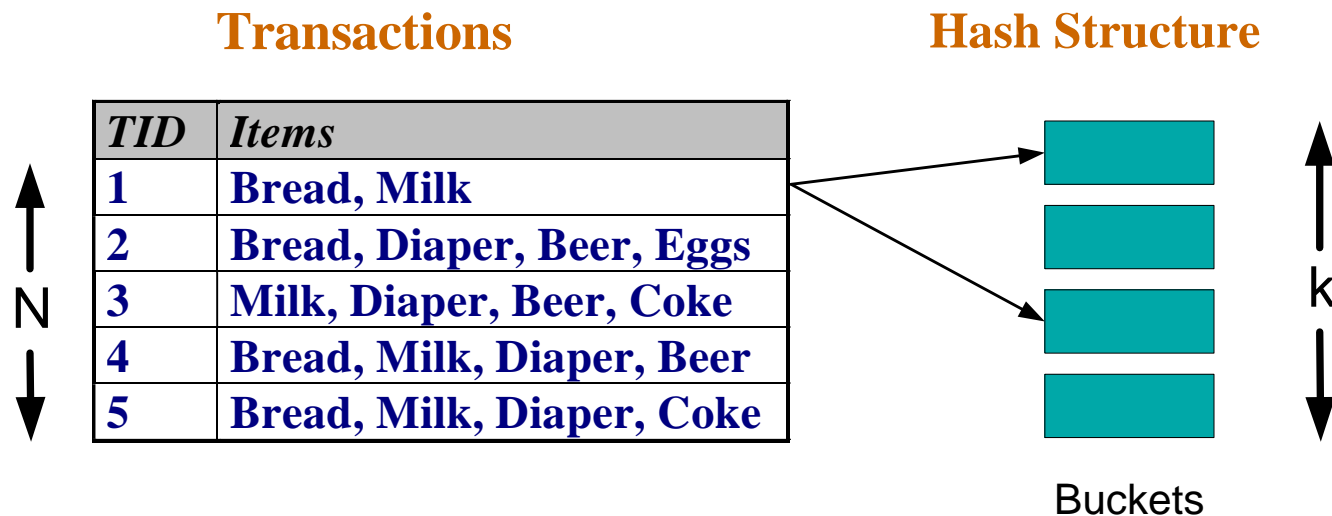 Transactions
Hash Structure
TID Items
1 Bread, Milk
2 Bread, Diaper, Beer, Eggs
3 Milk, Diaper, Beer, Coke
4 Bread, Milk, Diaper, Beer
5 Bread, Milk, Diaper, Coke
N
k
Buckets